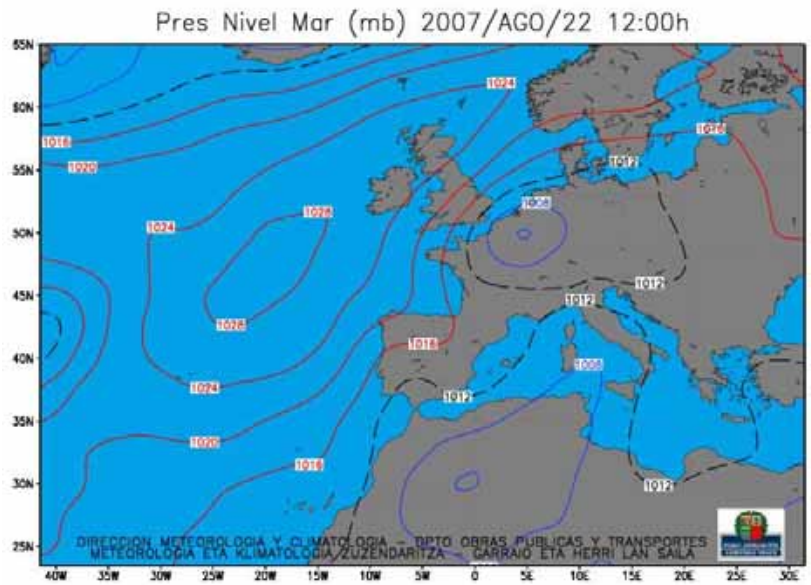 Pres Nivel Mar (mb) 2007/AGO/22 12:00h
65N
60N
55N
50N
45N
40N
35N
30N
25N
1016
1020
1024
1024
1016
1012
1008
1028
1012
1012
1028
1016
1024
1008
1012
1020
1016
1012
DIRECCION METEOROLOGIA Y CLIMATOLOGIA - DPTO OBRAS PUBLICAS Y TRANSPORTES
METEOROLOGIA ETA KLIMATOLOGIA ZUZENDARITZA - GARRAIO ETA HERRI LAN SAILA
40W 35W 30W 25W 20W 15W 10W 5W 0 5E 10E 15E 20E 25E 30E